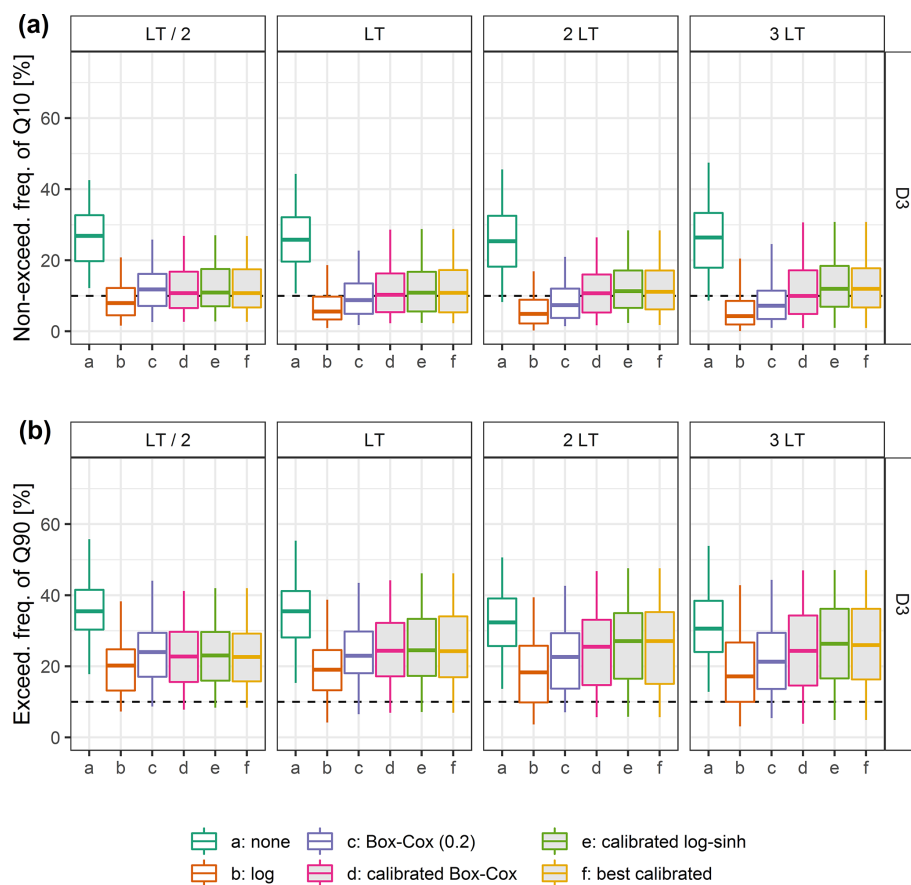 (a)
LT / 2 LT 2 LT 3 LT
Non-exceed. freq. of Q10 [%]
60
40
20
0
D3
a b c d e f a b c d e f a b c d e f a b c d e f
(b)
LT / 2 LT 2 LT 3 LT
Exceed. freq. of Q90 [%]
60
40
20
0
D3
a b c d e f a b c d e f a b c d e f a b c d e f
a: none c: Box-Cox (0.2) e: calibrated log-sinh
b: log d: calibrated Box-Cox f: best calibrated